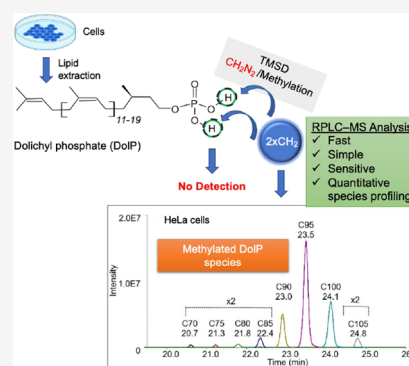 Cells
Lipid
extraction
TMSD
CH2N2/Methylation
O
O
P
O
O
H
H
11-19
2xCH2
Dolichyl phosphate (DolP)
No Detection
RPLC–MS Analysis
✓ Fast
✓ Simple
✓ Sensitive
✓ Quantitative
species profiling
2.0E7
HeLa cells
C95
23.5
Methylated DolP
species
1.0E7
Intensity
C90
23.0
C100
24.1
x2
x2
C70
20.7
C75
21.3
C80
21.8
C85
22.4
C105
24.8
0.0
20.0 21.0 22.0 23.0 24.0 25.0 26.0
Time (min)